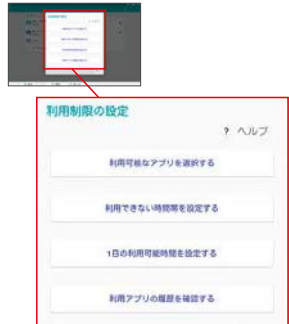 利用制限の設定
? ヘルプ
利用可能なアプリを選択する
利用できない時間帯を設定する
1日の利用可能時間を設定する
利用アプリの履歴を確認する